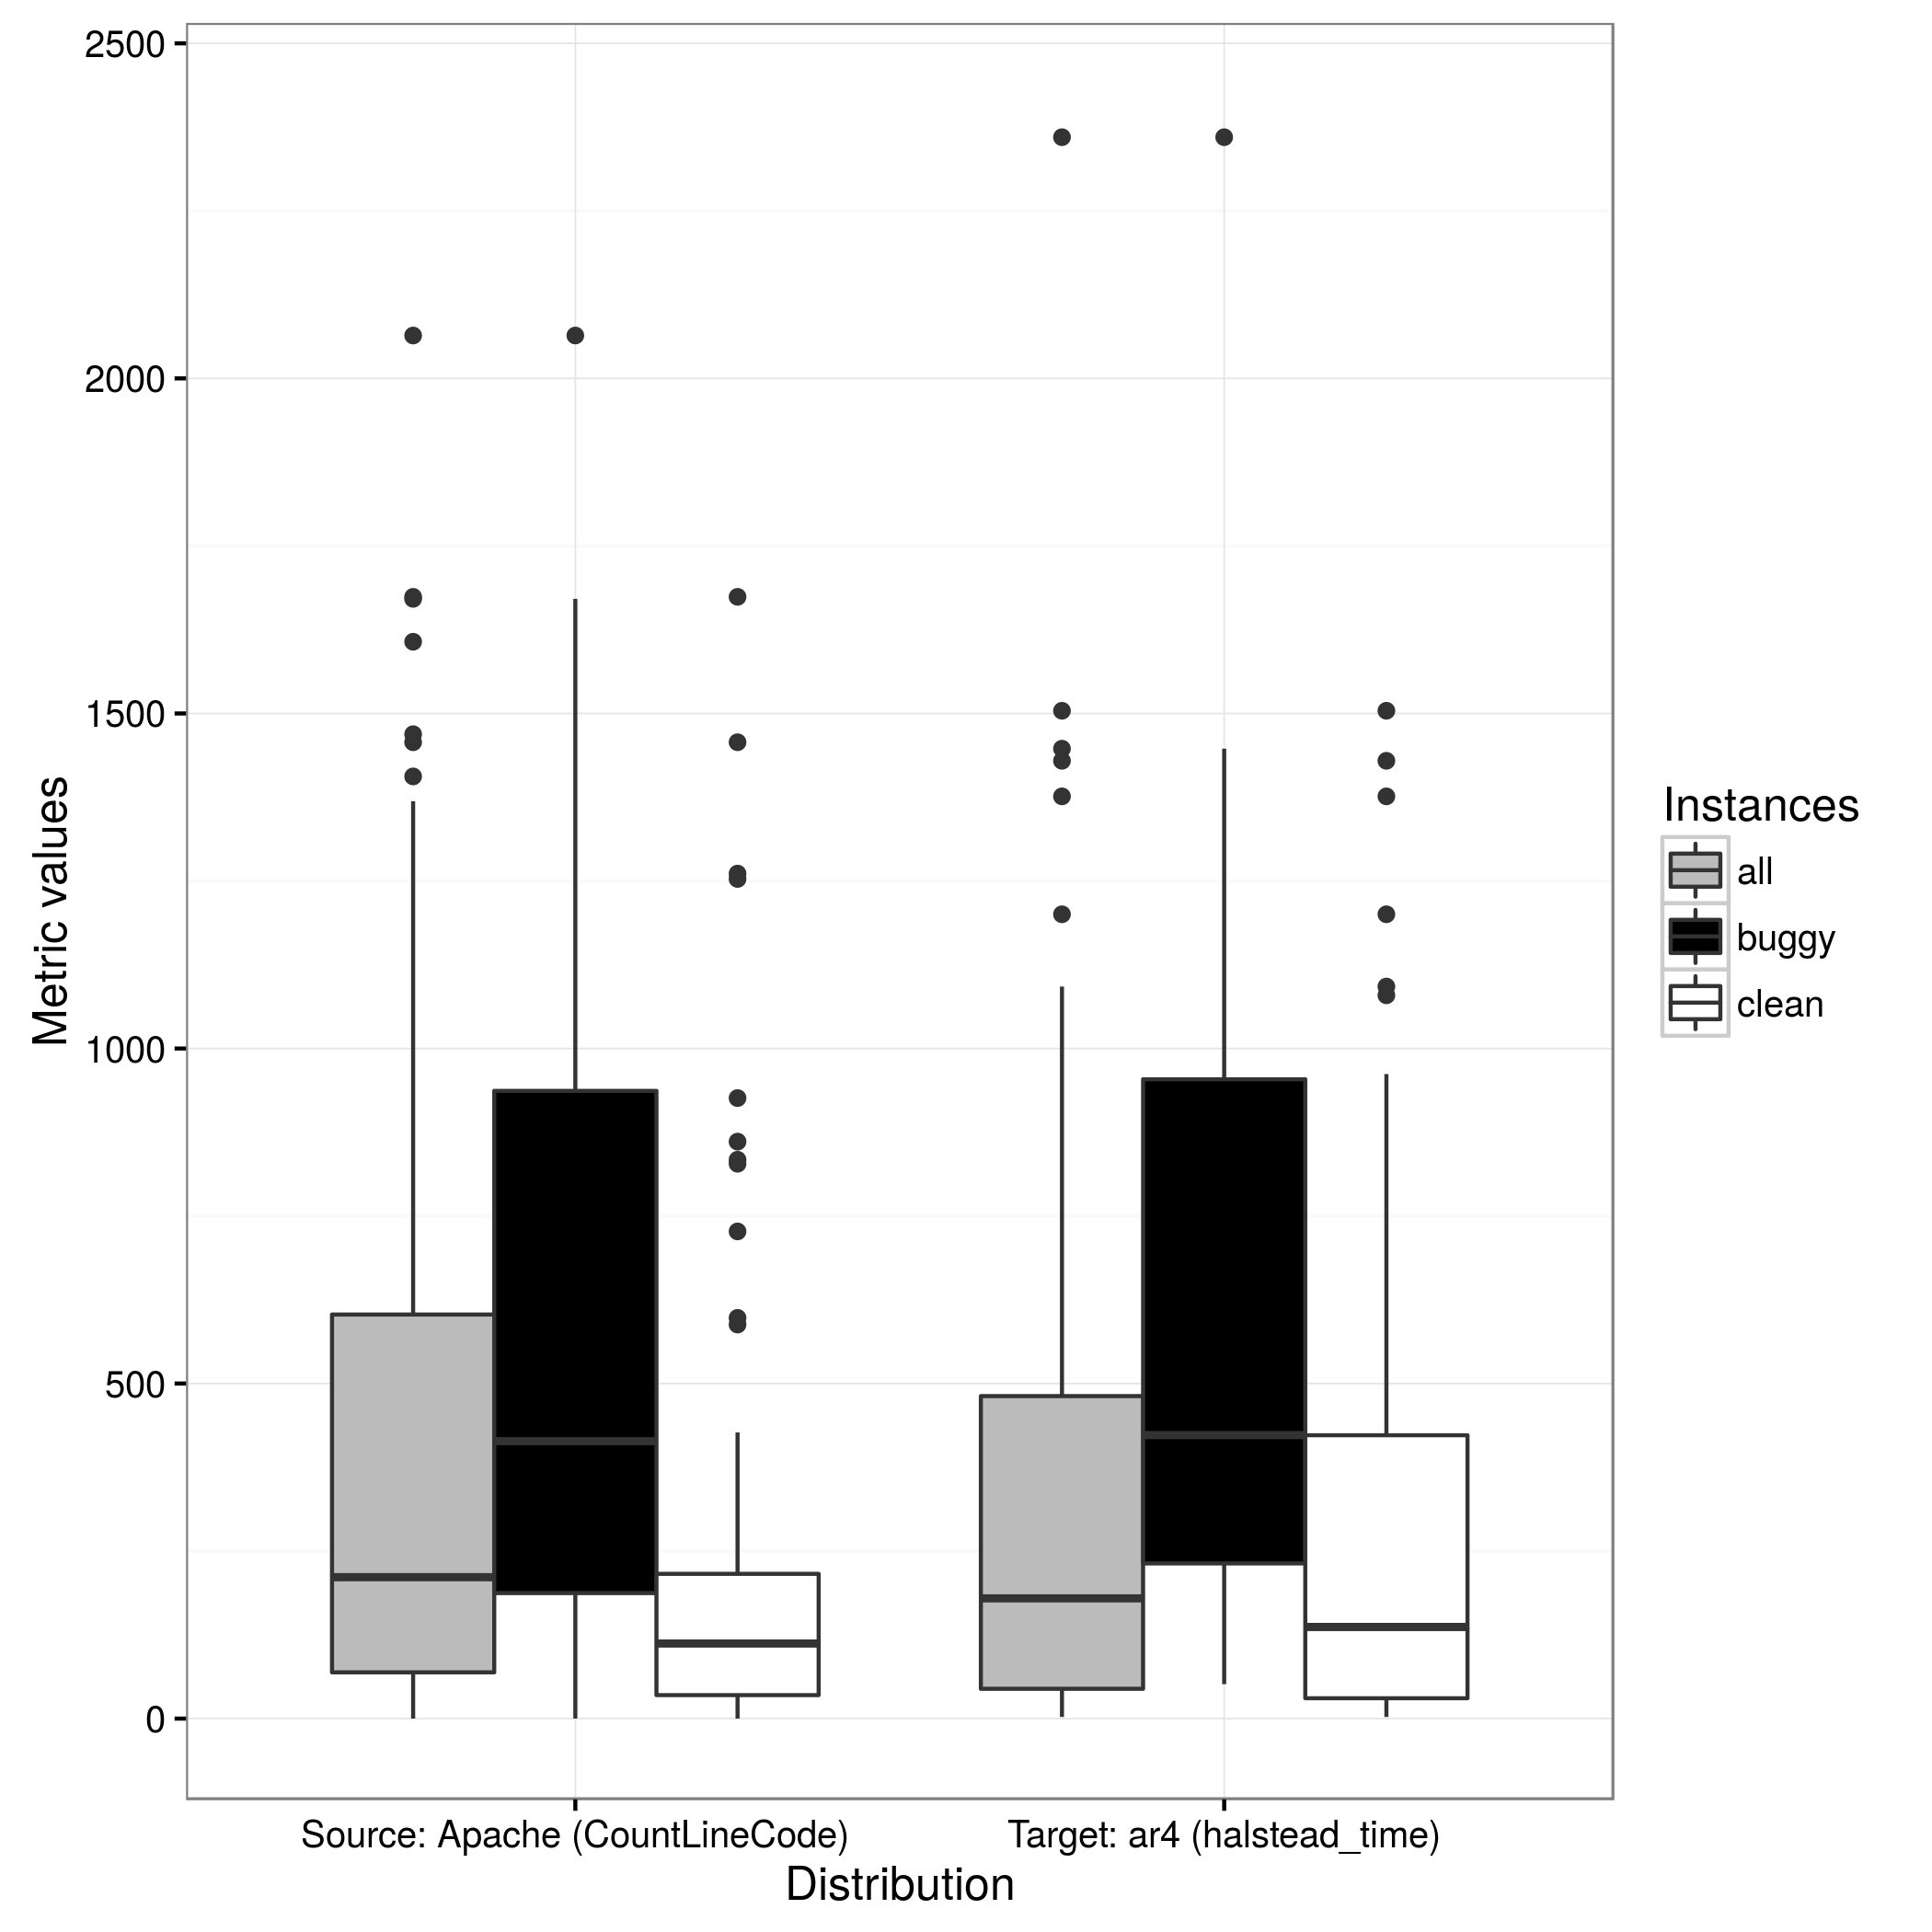 2500
2000
1500
1000
500
0
Metric values
Source: Apache (CountLineCode)
Target: ar4 (halstead_time)
Distribution
Instances
all
buggy
clean